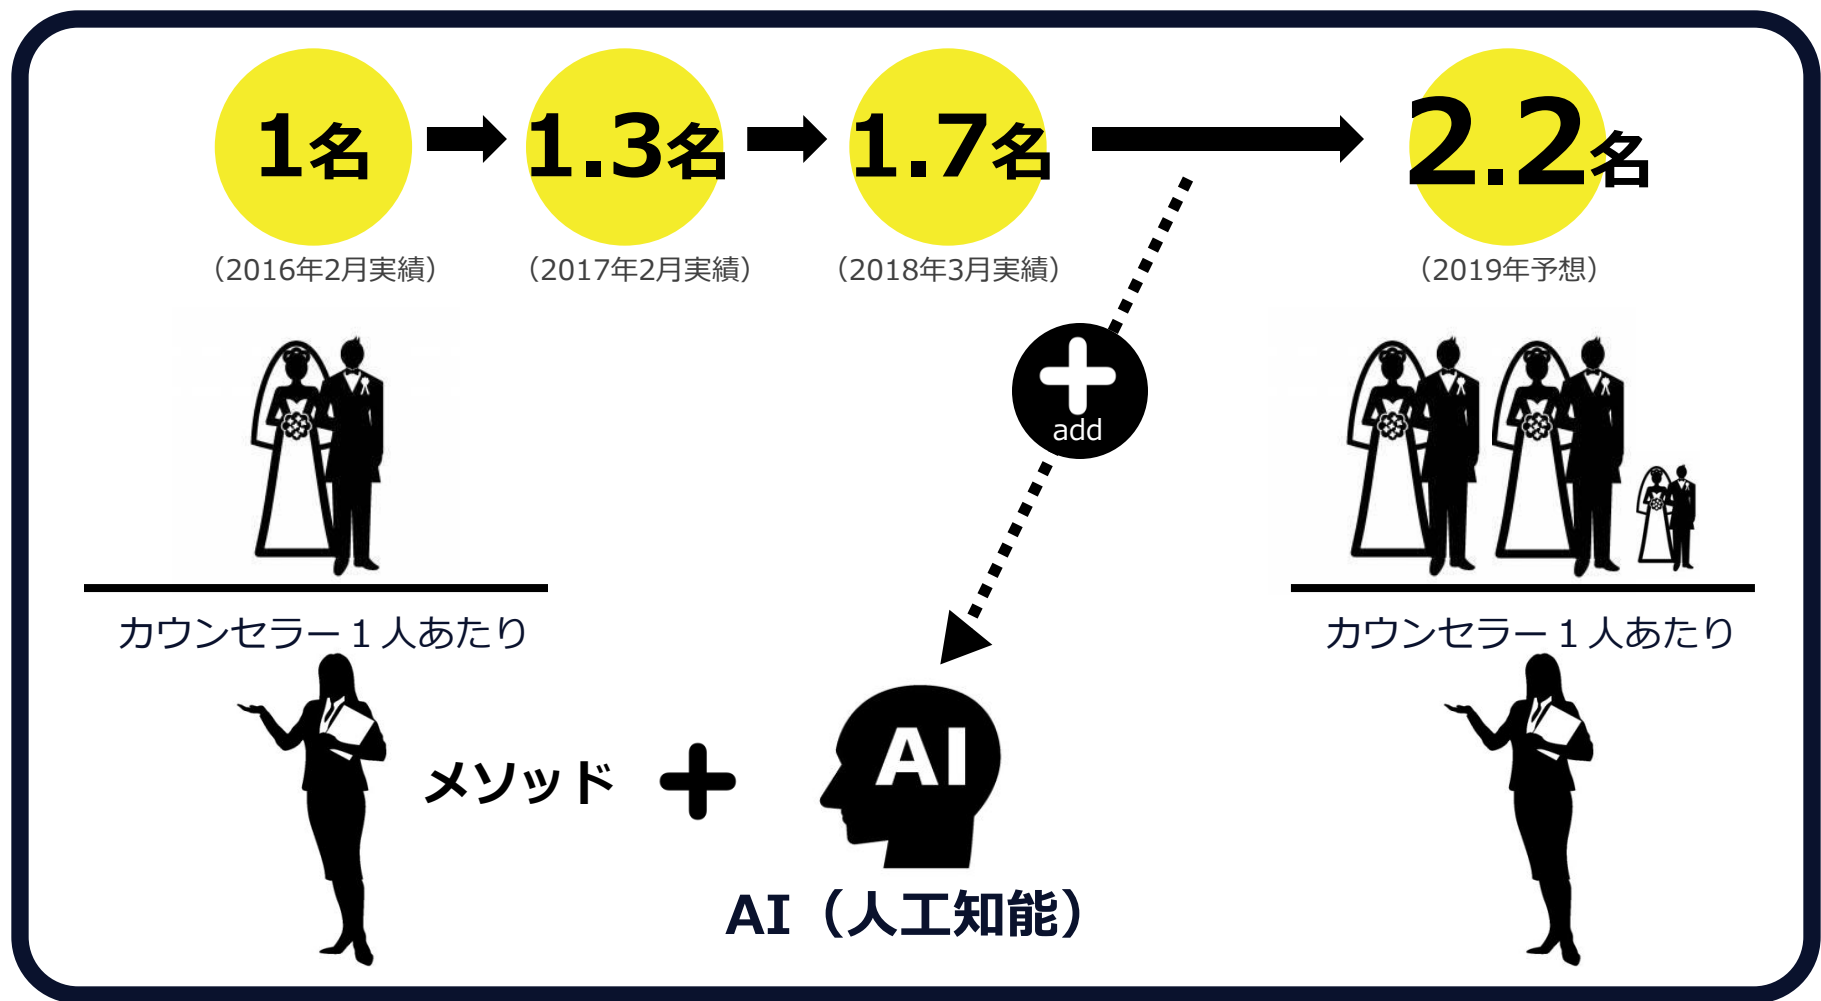 1名
1.3名
1.7名
2.2名
（2016年2月実績）
（2017年2月実績）
（2018年3月実績）
（2019年予想）
add
カウンセラー１人あたり
カウンセラー１人あたり
メソッド
AI
AI（人工知能）